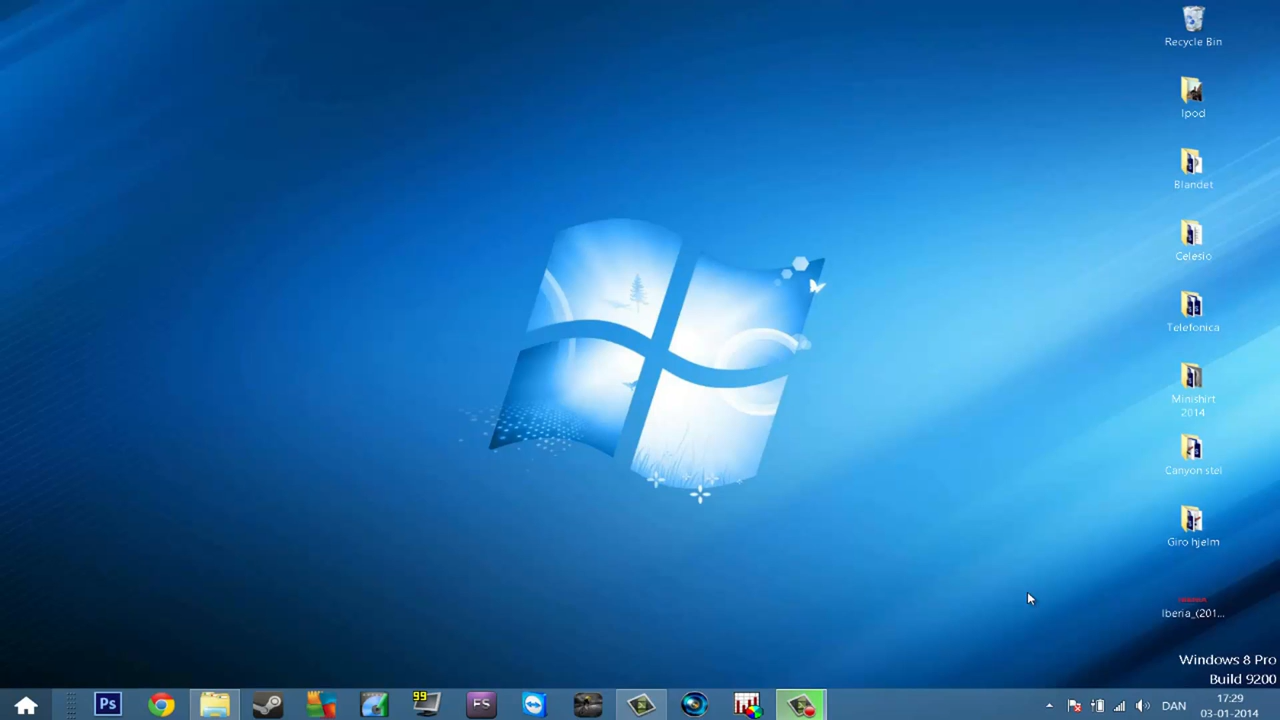 Recycle Bin
Ipod
Blandet
Celesio
Telefonica
Minishirt
2014
Canyon stel
Giro hjelm
Iberia_(201...
Windows 8 Pro
Build 9200
Ps
99
FS
DAN
17:29
03-01-2014